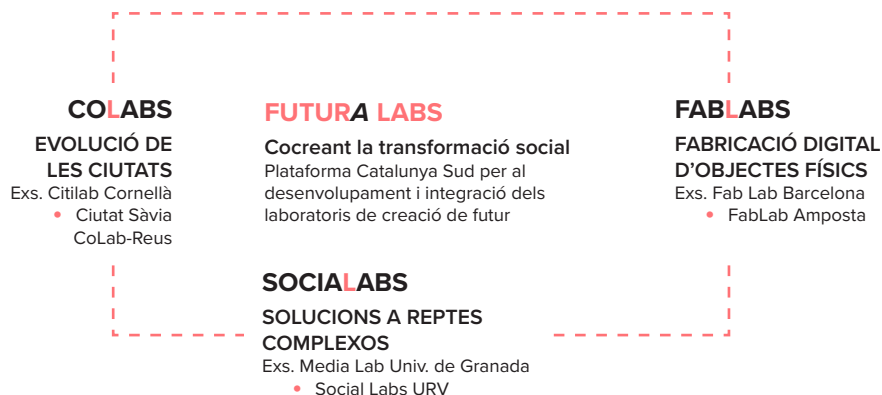 COLABS
EVOLUCIÓ DE
LES CIUTATS
Exs. Citilab Cornellà
• Ciutat Sàvia
CoLab-Reus
FUTURA LABS
Cocreant la transformació social
Plataforma Catalunya Sud per al
desenvolupament i integració dels
laboratoris de creació de futur
FABLABS
FABRICACIÓ DIGITAL
D'OBJECTES FÍSICS
Exs. Fab Lab Barcelona
• FabLab Amposta
SOCIALABS
SOLUCIONS A REPTES
COMPLEXOS
Exs. Media Lab Univ. de Granada
• Social Labs URV